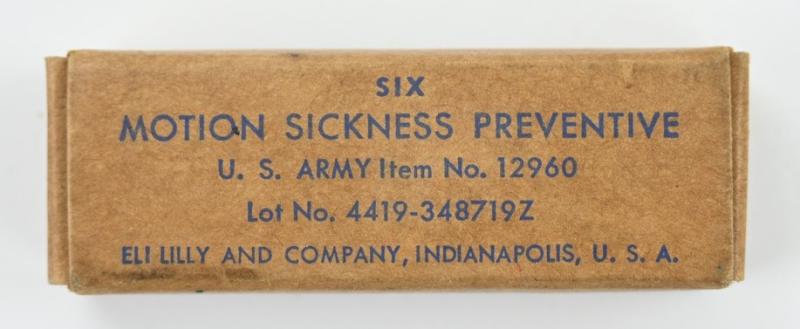 SIX
MOTION SICKNESS PREVENTIVE
U. S. ARMY Item No. 12960
Lot No. 4419-348719Z
ELI LILLY AND COMPANY, INDIANAPOLIS, U. S. A.